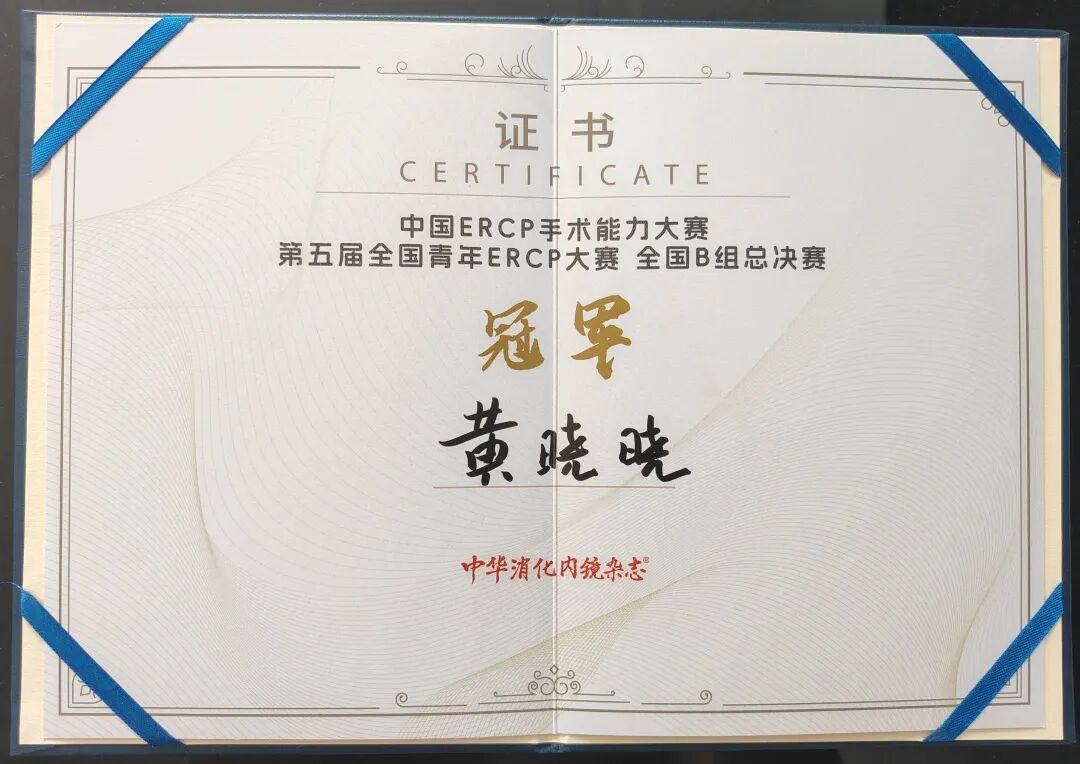 证书
CERTIFICATE
中国ERCP手术能力大赛
第五届全国青年ERCP大赛 全国B组总决赛
冠军
黄晓晓
中华消化内镜杂志®